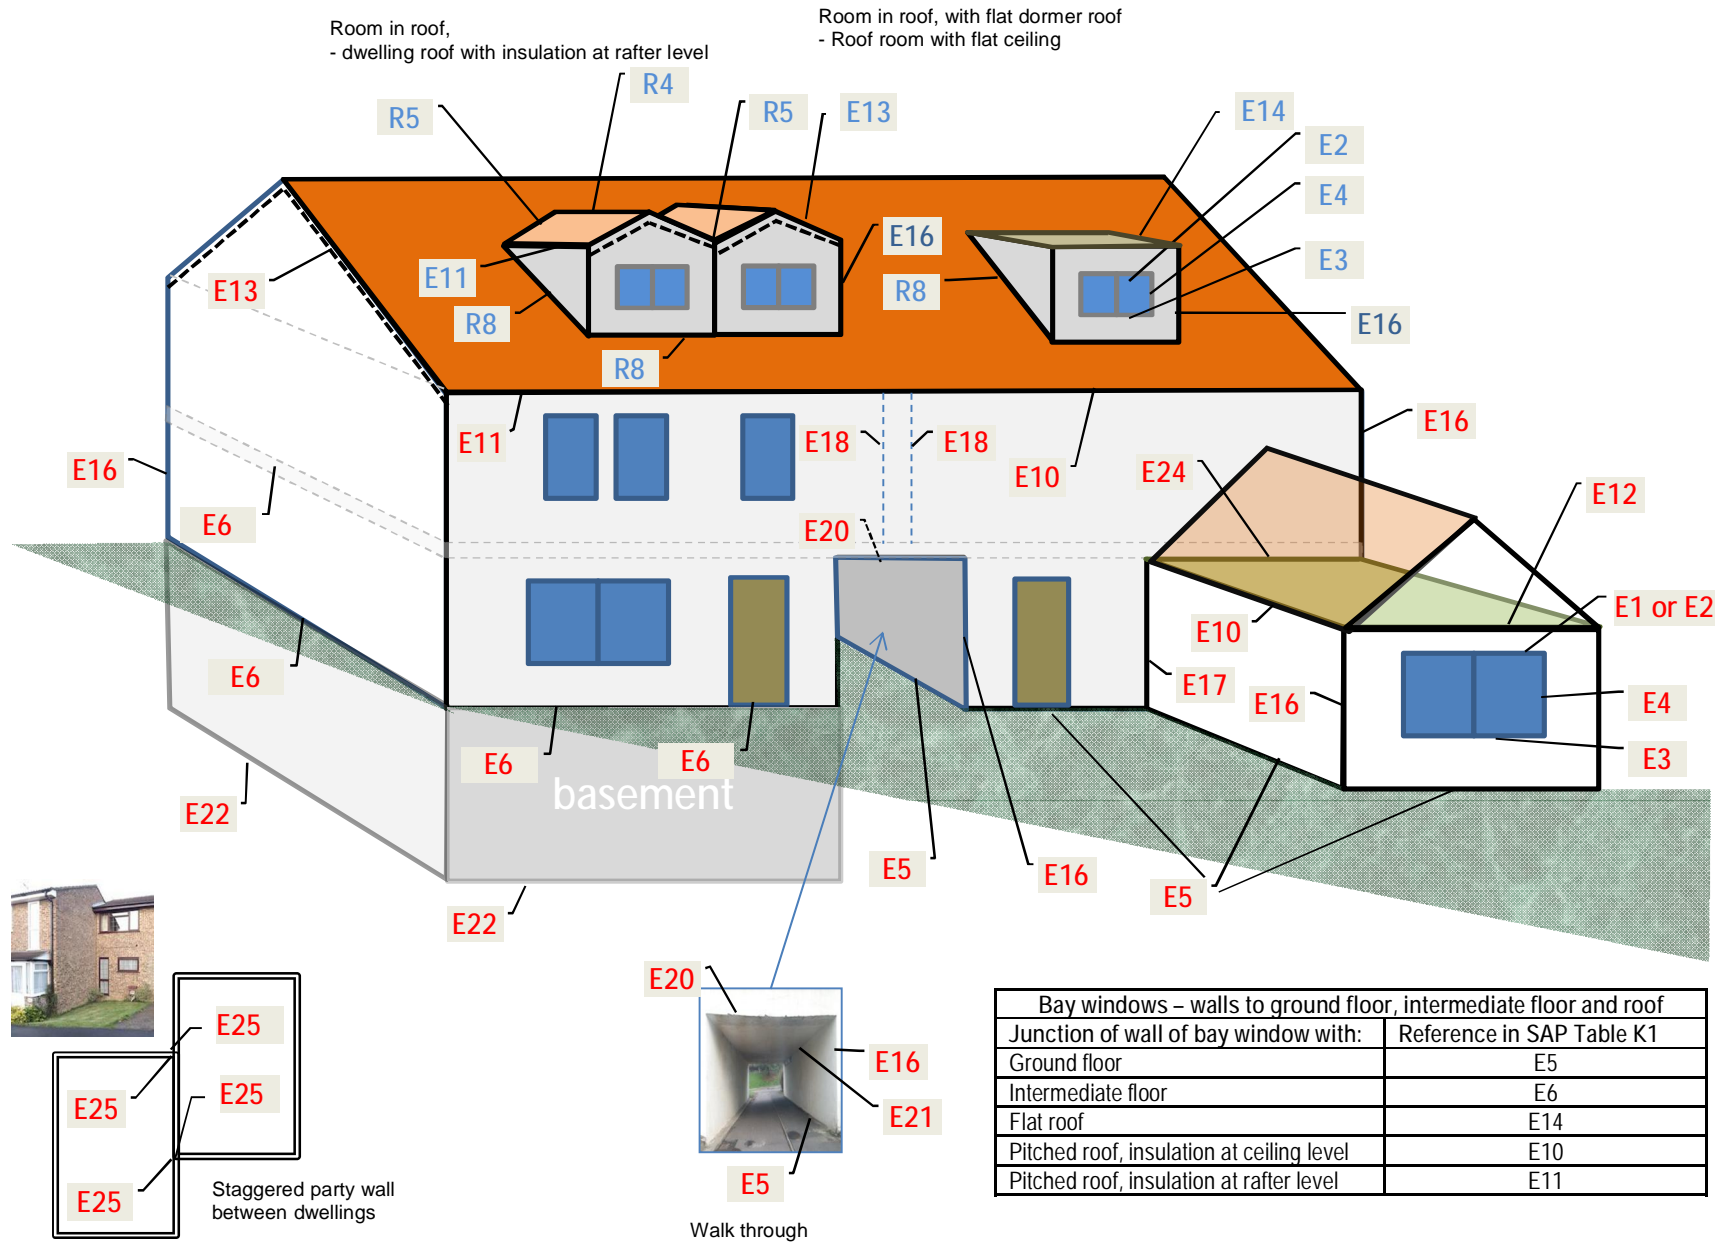 Room in roof,
- dwelling roof with insulation at rafter level
Room in roof, with flat dormer roof
- Roof room with flat ceiling
R4
R5
R5
E13
E14
E2
E4
E3
E16
E11
R8
R8
R8
E16
E13
E11
E18
E18
E10
E16
E16
E6
E20
E24
E12
E1 or E2
E10
E17
E16
E4
E3
E6
E6
E6
basement
E22
E22
E5
E16
E5
E20
E16
E21
E5
Walk through
E25
E25
E25
E25
Staggered party wall
between dwellings
Bay windows – walls to ground floor, intermediate floor and roof
Junction of wall of bay window with: Reference in SAP Table K1
Ground floor E5
Intermediate floor E6
Flat roof E14
Pitched roof, insulation at ceiling level E10
Pitched roof, insulation at rafter level E11